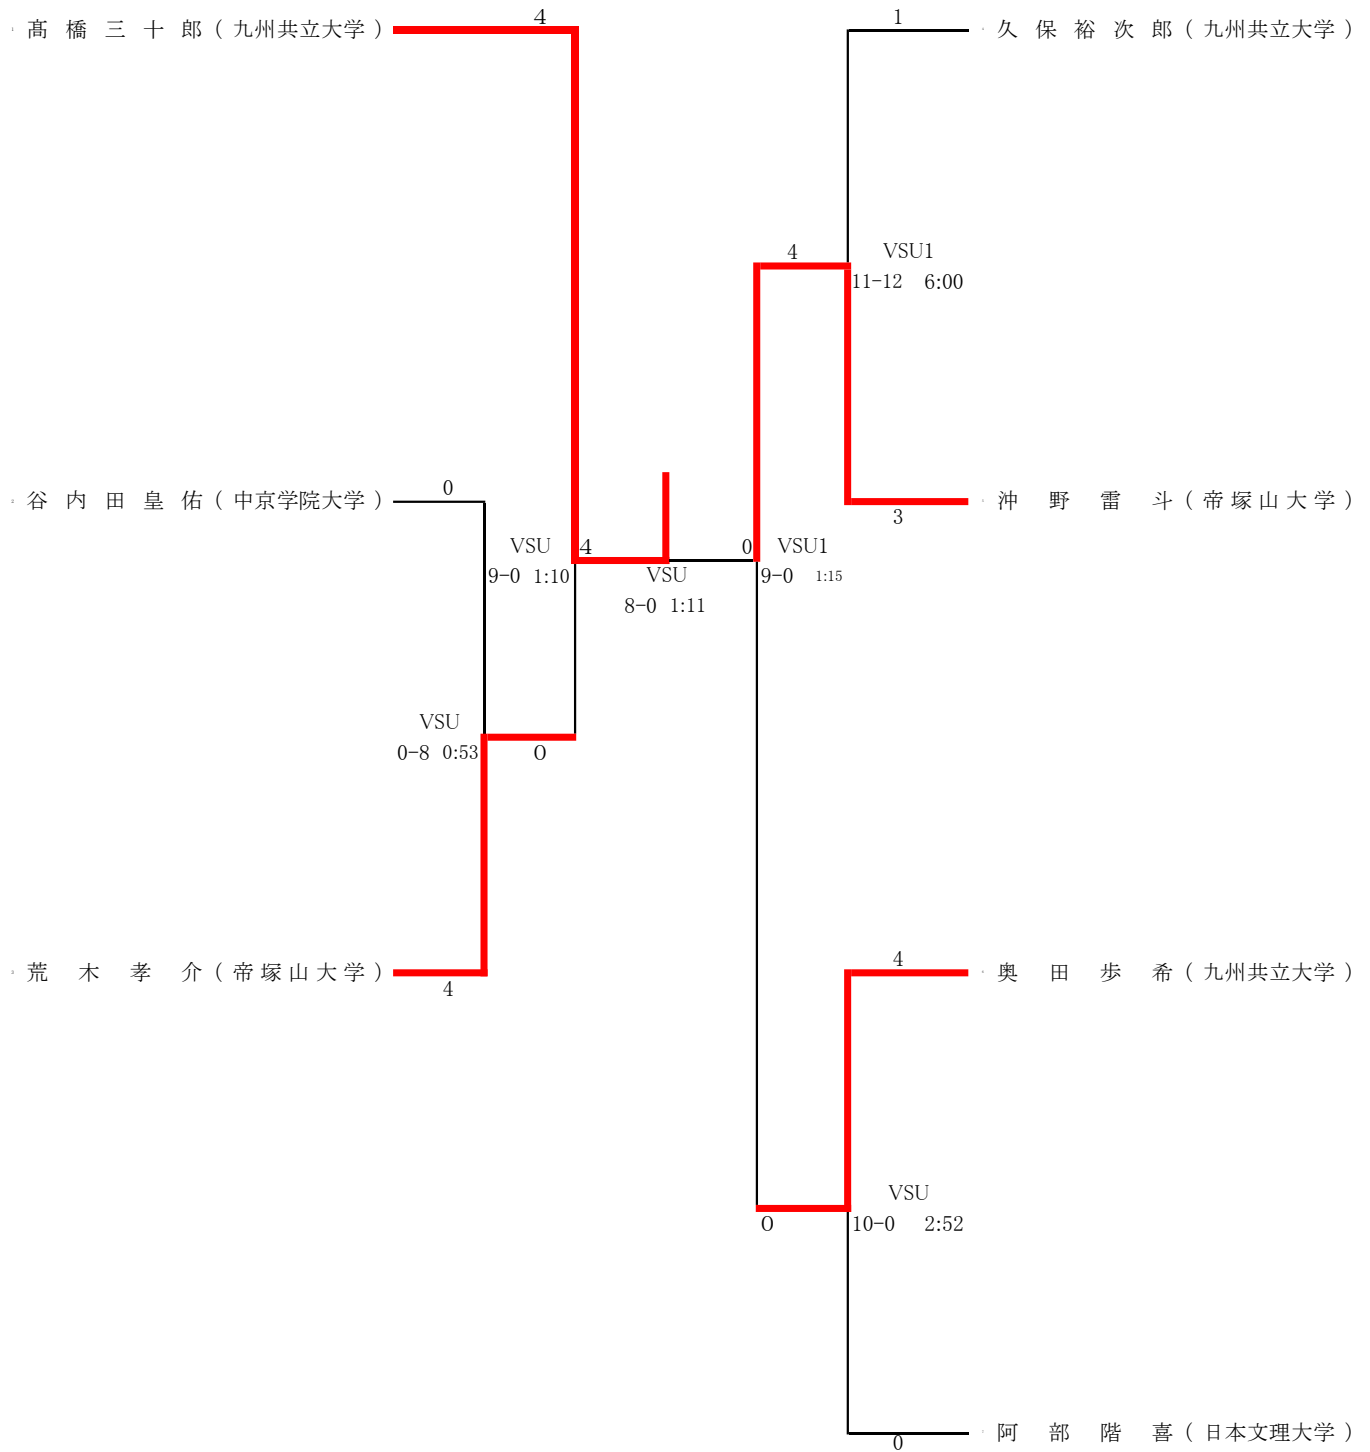 髙橋三十郎(九州共立大学)
4
1
久保裕次郎(九州共立大学)
4
VSU1
11-12 6:00
谷内田皇佑(中京学院大学)
0
沖野雷斗(帝塚山大学)
3
VSU
9-0 1:10
4
VSU
8-0 1:11
0
VSU1
9-0 1:15
VSU
0-8 0:53
0
荒木孝介(帝塚山大学)
4
4
奥田歩希(九州共立大学)
VSU
10-0 2:52
0
阿部階喜(日本文理大学)
0